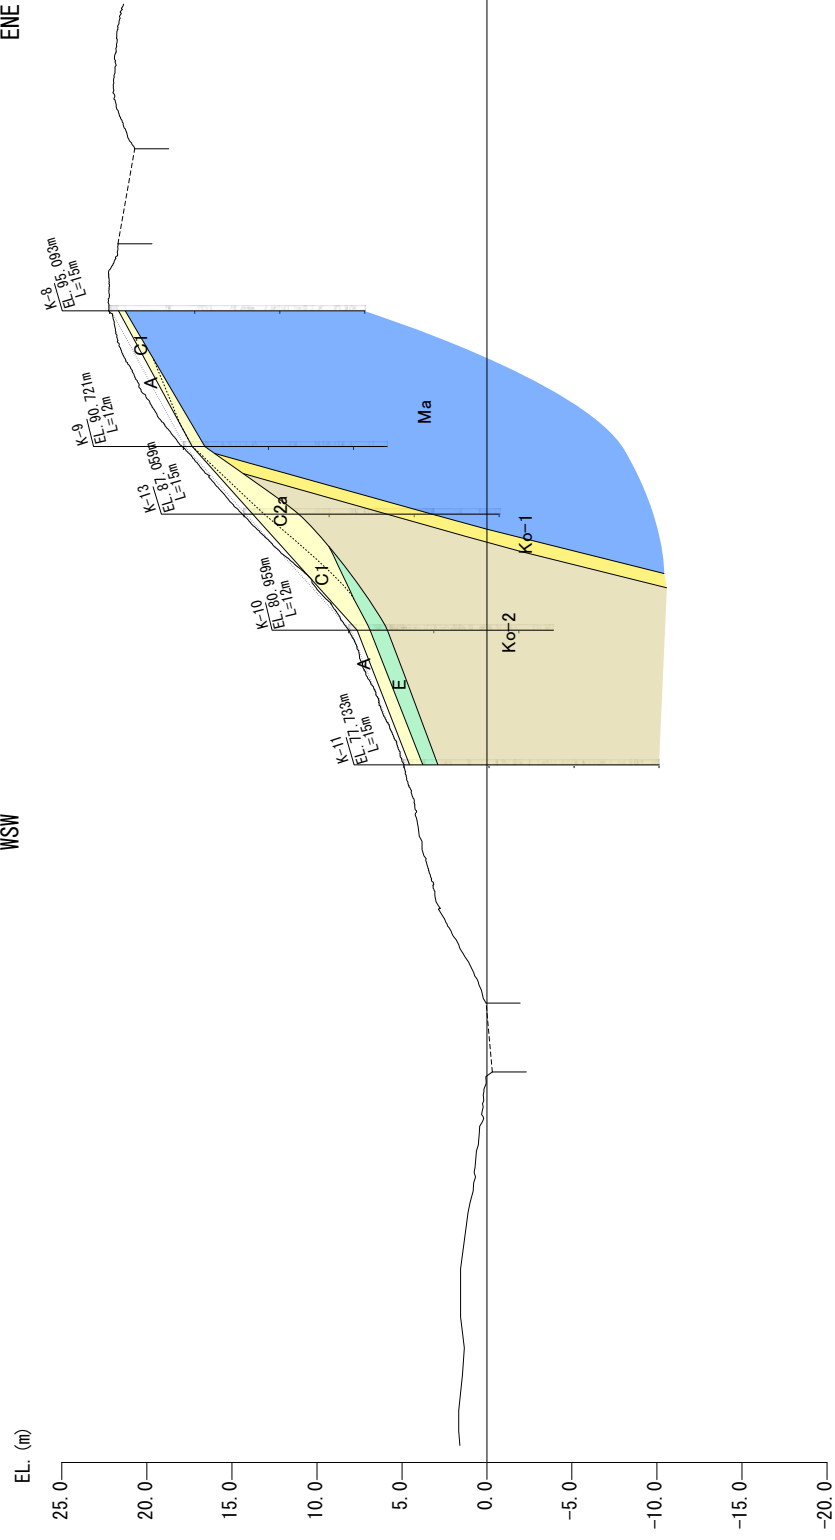 WSW
ENE
EL. (m)
25.0
20.0
15.0
10.0
5.0
0.0
-5.0
-10.0
-15.0
-20.0
K-11
EL.77.733m
L=15m
K-10
EL.80.959m
L=12m
K-13
EL.87.059m
L=15m
K-9
EL.90.721m
L=12m
K-8
EL.95.093m
L=15m
A
E
C1
C2a
A
C1
Ko-2
Ko-1
Ma